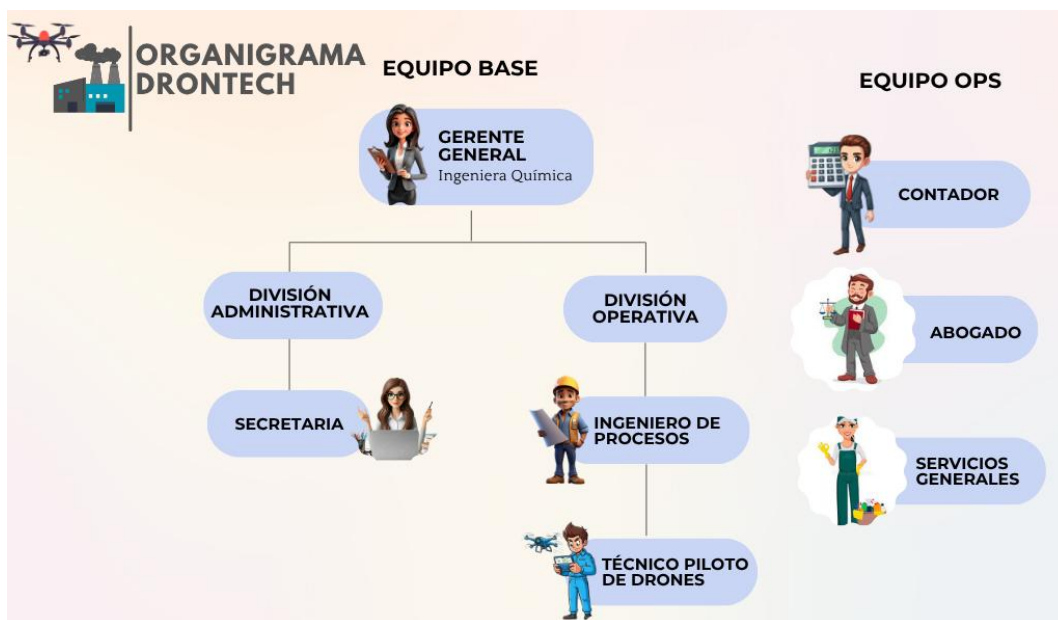 ORGANIGRAMA
DRONTECH
EQUIPO BASE
GERENTE
GENERAL
Ingeniera Química
DIVISIÓN
ADMINISTRATIVA
SECRETARIA
DIVISIÓN
OPERATIVA
INGENIERO DE
PROCESOS
TÉCNICO PILOTO
DE DRONES
EQUIPO OPS
CONTADOR
ABOGADO
SERVICIOS
GENERALES